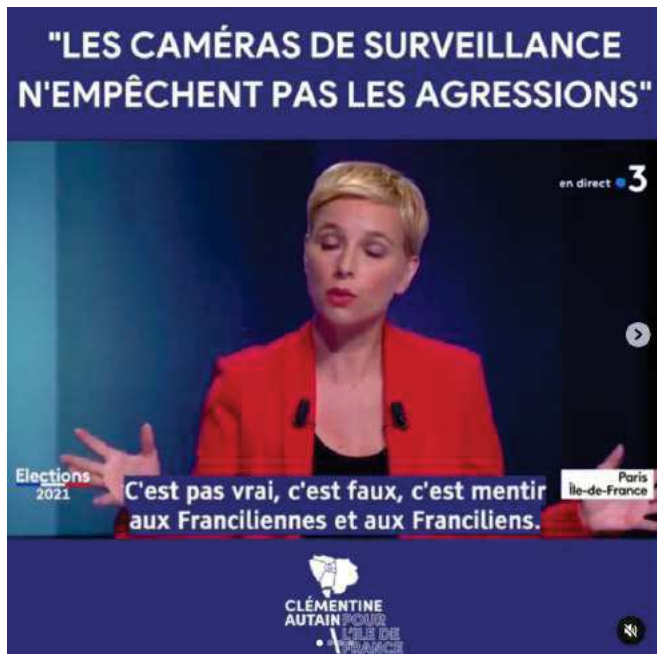 "LES CAMÉRAS DE SURVEILLANCE
N'EMPÊCHENT PAS LES AGRESSIONS"
en direct 3
Elections
2021
Paris
Île-de-France
C'est pas vrai, c'est faux, c'est mentir
aux Franciliennes et aux Franciliens.
CLÉMENTINE
AUTAIN POUR
L'ILE DE
FRANCE